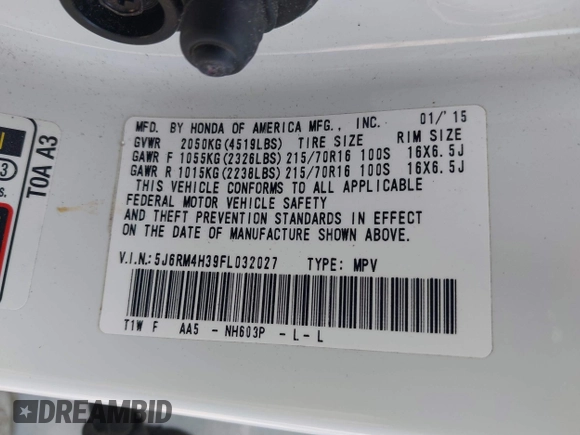 MFD. BY HONDA OF AMERICA MFG., INC. 01/'15
GVWR 2050KG(4519LBS) TIRE SIZE RIM SIZE
GAWR F 1055KG(2326LBS) 215/70R16 100S 16X6.5J
GAWR R 1015KG(2238LBS) 215/70R16 100S 16X6.5J
THIS VEHICLE CONFORMS TO ALL APPLICABLE
FEDERAL MOTOR VEHICLE SAFETY
AND THEFT PREVENTION STANDARDS IN EFFECT
ON THE DATE OF MANUFACTURE SHOWN ABOVE.
V.I.N.:5J6RM4H39FL032027 TYPE: MPV
T1W F AA5 - NH603P - L- L
T0A A3
3
s.
DREAMBID